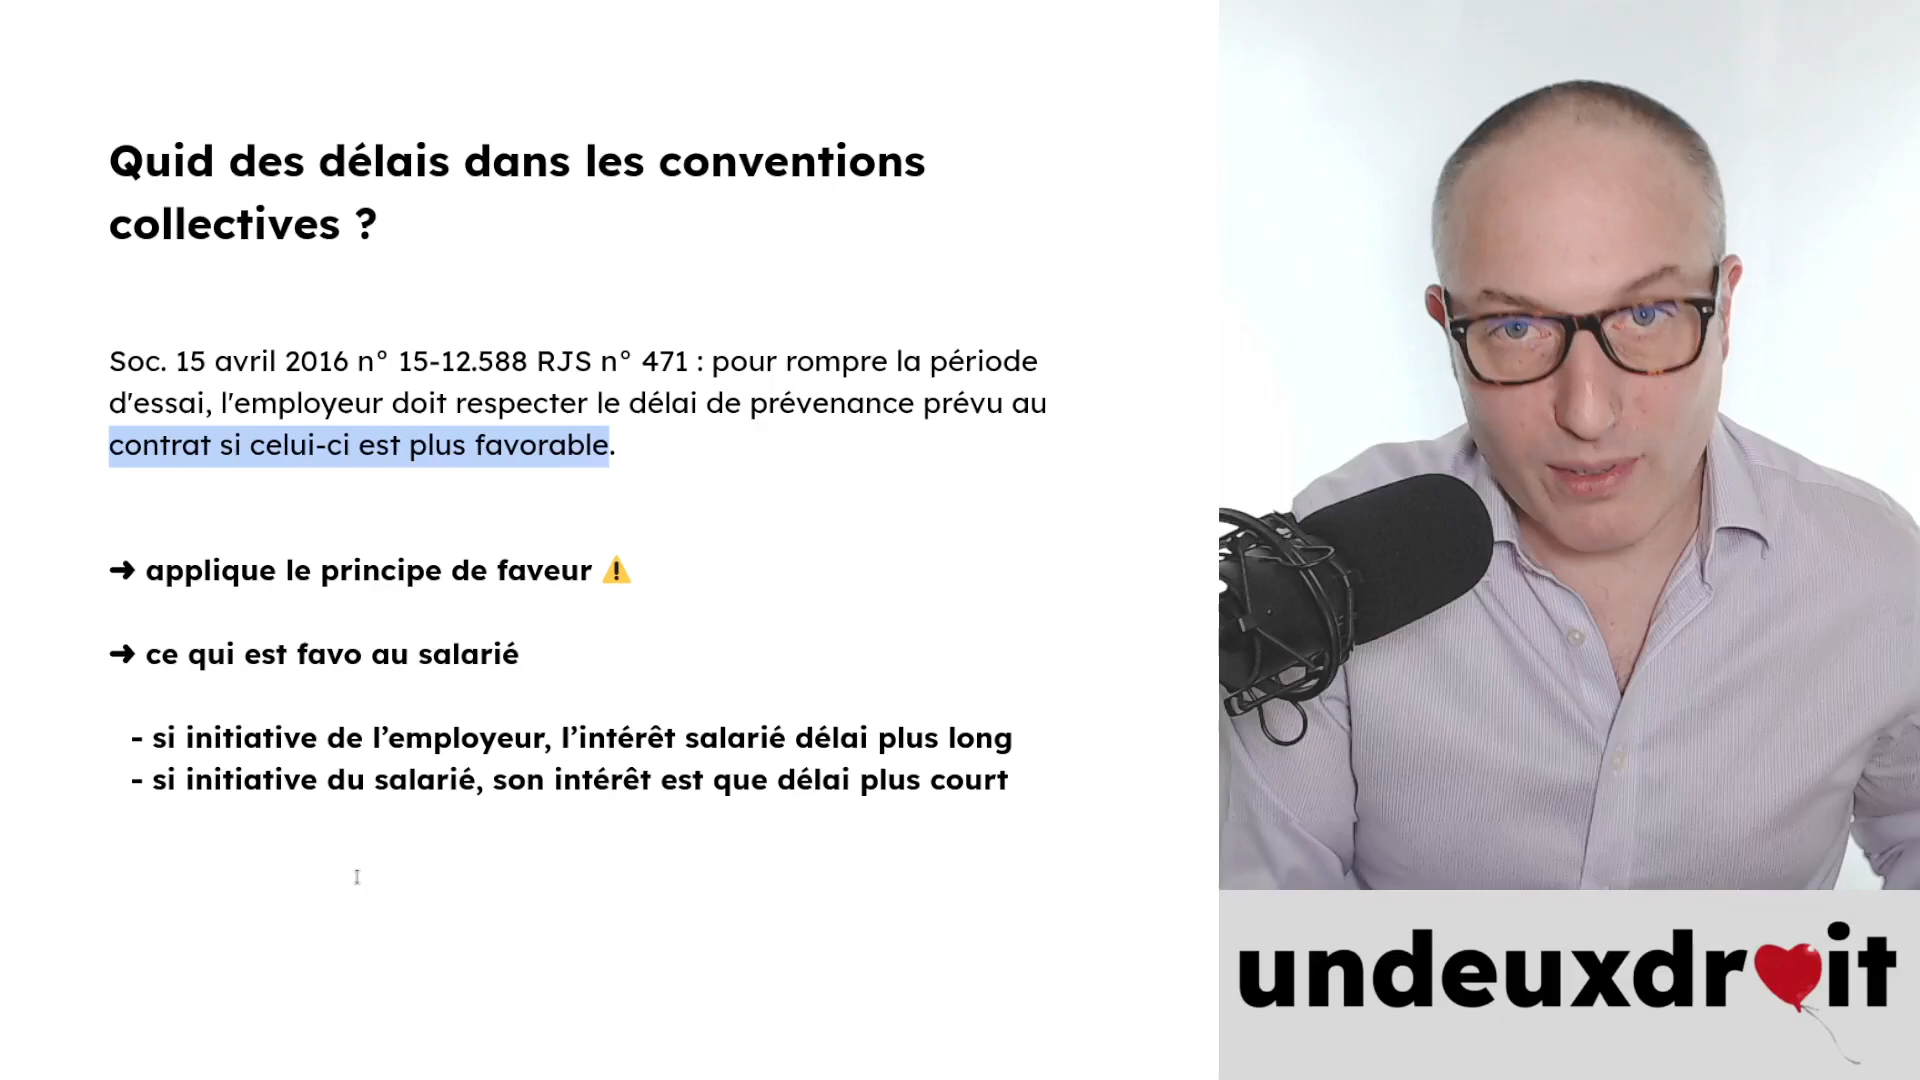 Quid des délais dans les conventions
collectives ?
Soc. 15 avril 2016 n° 15-12.588 RJS n° 471 : pour rompre la période
d'essai, l'employeur doit respecter le délai de prévenance prévu au
contrat si celui-ci est plus favorable.
➜ applique le principe de faveur ⚠️
➜ ce qui est favo au salarié
- si initiative de l’employeur, l’intérêt salarié délai plus long
- si initiative du salarié, son intérêt est que délai plus court
undeuxdroit